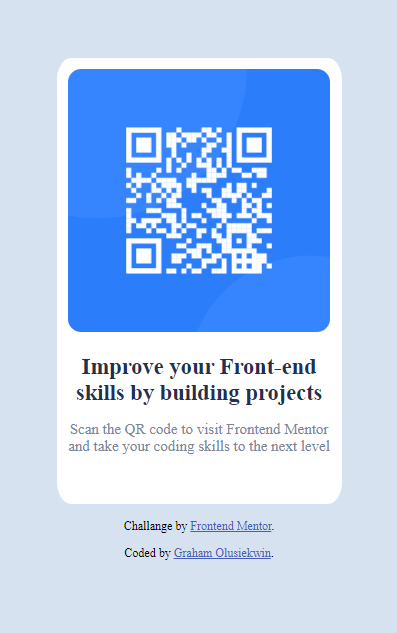 Improve your Front-end
skills by building projects
Scan the QR code to visit Frontend Mentor
and take your coding skills to the next level
Challange by Frontend Mentor.
Coded by Graham Olusiekwin.